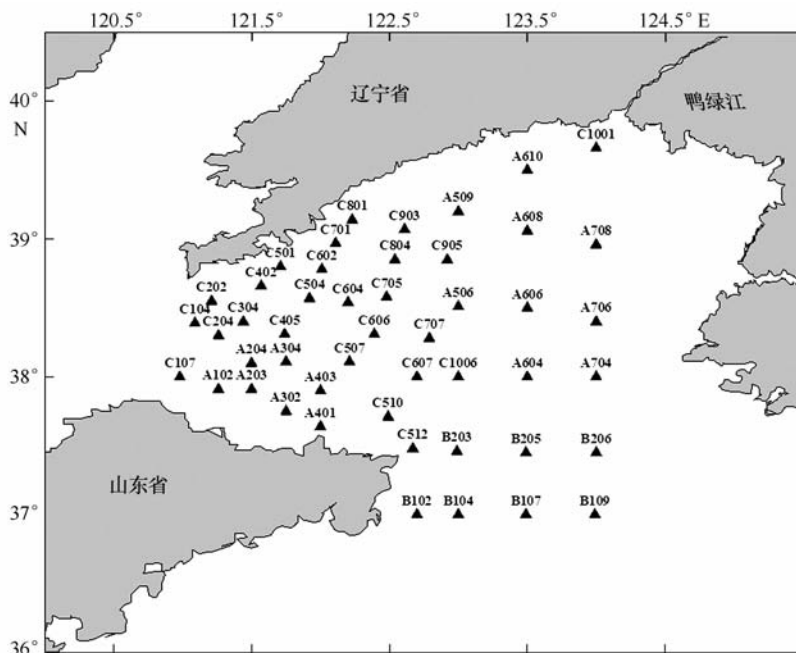 120.5° 121.5° 122.5° 123.5° 124.5° E
40°
N
辽宁省
鸭绿江
C1001
A610
A509
C801
C903
A608
C701
A708
C501
C602
C804
C905
C402
C202
C504
C604
C705
A506
A606
A706
C104
C304
C204
C405
C606
C707
39°
A204
A304
C507
C107
A102
A203
A403
C607
C1006
A604
A704
38°
A302
A401
C510
C512
B203
B205
B206
山东省
B102
B104
B107
B109
37°
36°